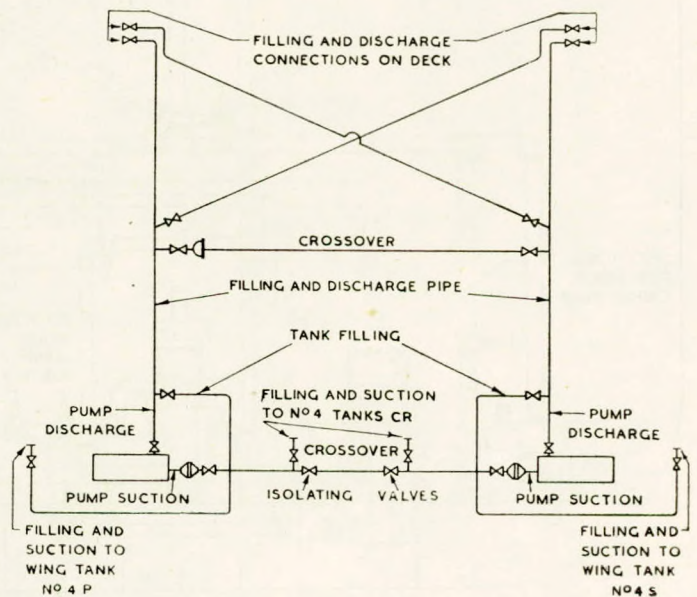 FILLING AND DISCHARGE
CONNECTIONS ON DECK
CROSSOVER
FILLING AND DISCHARGE PIPE
TANK FILLING
FILLING AND SUCTION
TO Nº4 TANKS CR
PUMP
DISCHARGE
CROSSOVER
PUMP
DISCHARGE
PUMP SUCTION
ISOLATING
VALVES
PUMP SUCTION
FILLING AND
SUCTION TO
WING TANK
Nº 4 P
FILLING AND
SUCTION TO
WING TANK
Nº 4 S